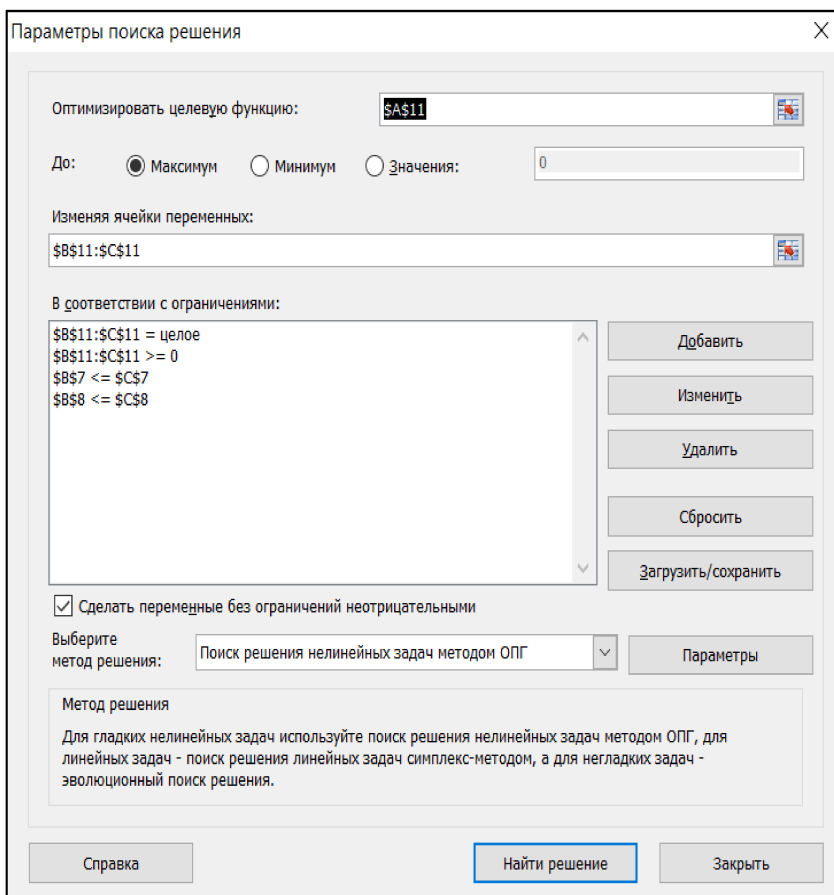 Параметры поиска решения
Оптимизировать целевую функцию:
$A$11
До:
Максимум
Минимум
Значения:
0
Изменяя ячейки переменных:
$B$11:$C$11
В соответствии с ограничениями:
$B$11:$C$11 = целое
$B$11:$C$11 >= 0
$B$7 <= $C$7
$B$8 <= $C$8
Добавить
Изменить
Удалить
Сбросить
Загрузить/сохранить
Сделать переменные без ограничений неотрицательными
Выберите
метод решения:
Поиск решения нелинейных задач методом ОПГ
Параметры
Метод решения
Для гладких нелинейных задач используйте поиск решения нелинейных задач методом ОПГ, для
линейных задач - поиск решения линейных задач симплекс-методом, а для негладких задач -
эволюционный поиск решения.
Справка
Найти решение
Закрыть